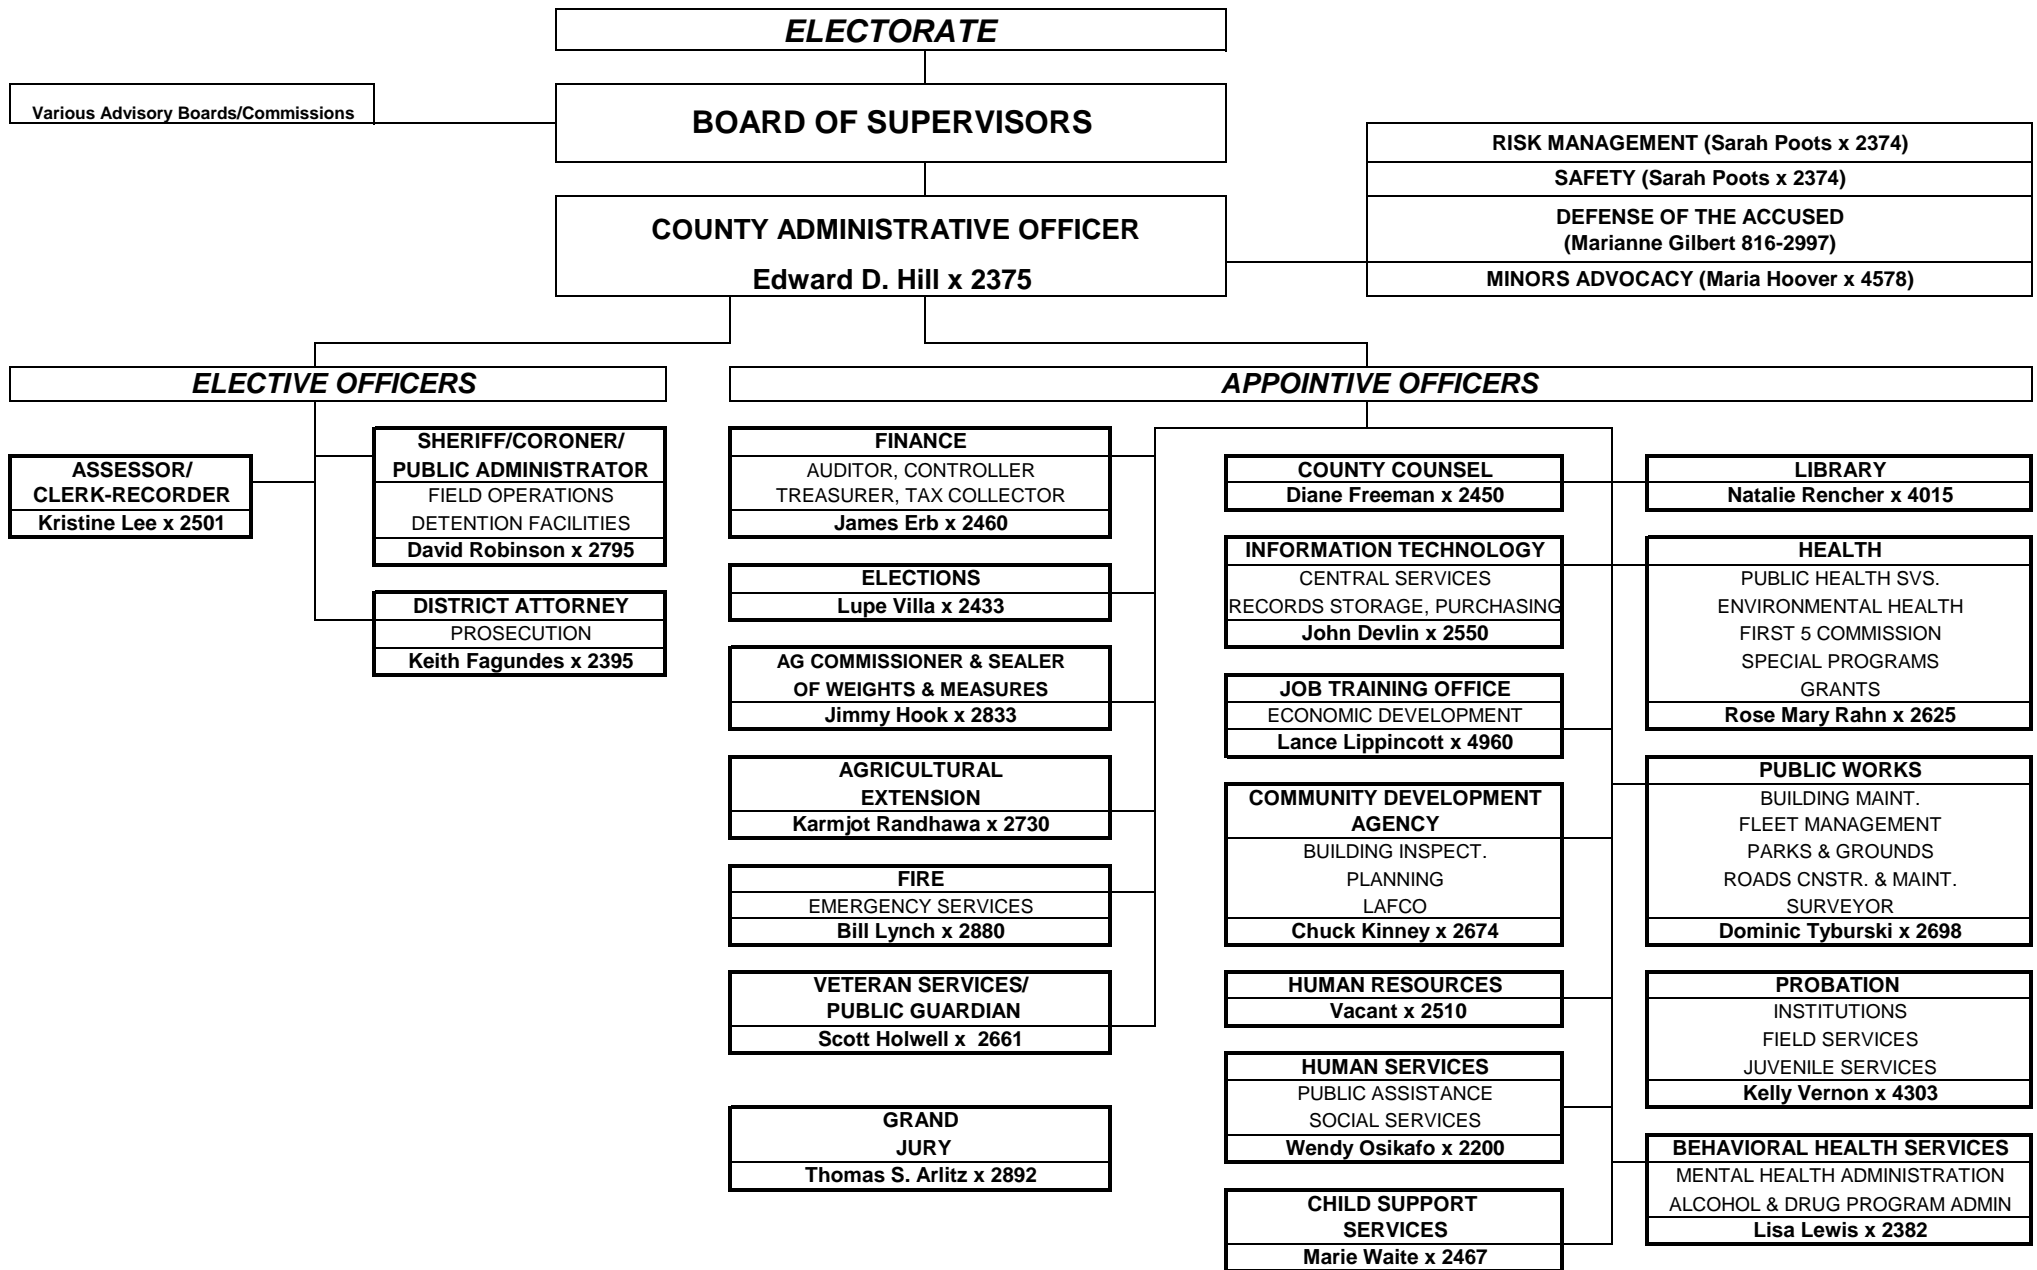 ELECTORATE
Various Advisory Boards/Commissions
BOARD OF SUPERVISORS
RISK MANAGEMENT (Sarah Poots x 2374)
SAFETY (Sarah Poots x 2374)
DEFENSE OF THE ACCUSED
(Marianne Gilbert 816-2997)
MINORS ADVOCACY (Maria Hoover x 4578)
COUNTY ADMINISTRATIVE OFFICER
Edward D. Hill x 2375
ELECTIVE OFFICERS
ASSESSOR/
CLERK-RECORDER
Kristine Lee x 2501
SHERIFF/CORONER/
PUBLIC ADMINISTRATOR
FIELD OPERATIONS
DETENTION FACILITIES
David Robinson x 2795
DISTRICT ATTORNEY
PROSECUTION
Keith Fagundes x 2395
APPOINTIVE OFFICERS
FINANCE
AUDITOR, CONTROLLER
TREASURER, TAX COLLECTOR
James Erb x 2460
ELECTIONS
Lupe Villa x 2433
AG COMMISSIONER & SEALER
OF WEIGHTS & MEASURES
Jimmy Hook x 2833
AGRICULTURAL
EXTENSION
Karmjot Randhawa x 2730
FIRE
EMERGENCY SERVICES
Bill Lynch x 2880
VETERAN SERVICES/
PUBLIC GUARDIAN
Scott Holwell x  2661
GRAND
JURY
Thomas S. Arlitz x 2892
COUNTY COUNSEL
Diane Freeman x 2450
INFORMATION TECHNOLOGY
CENTRAL SERVICES
RECORDS STORAGE, PURCHASING
John Devlin x 2550
JOB TRAINING OFFICE
ECONOMIC DEVELOPMENT
Lance Lippincott x 4960
COMMUNITY DEVELOPMENT
AGENCY
BUILDING INSPECT.
PLANNING
LAFCO
Chuck Kinney x 2674
HUMAN RESOURCES
Vacant x 2510
HUMAN SERVICES
PUBLIC ASSISTANCE
SOCIAL SERVICES
Wendy Osikafo x 2200
CHILD SUPPORT
SERVICES
Marie Waite x 2467
LIBRARY
Natalie Rencher x 4015
HEALTH
PUBLIC HEALTH SVS.
ENVIRONMENTAL HEALTH
FIRST 5 COMMISSION
SPECIAL PROGRAMS
GRANTS
Rose Mary Rahn x 2625
PUBLIC WORKS
BUILDING MAINT.
FLEET MANAGEMENT
PARKS & GROUNDS
ROADS CNSTR. & MAINT.
SURVEYOR
Dominic Tyburski x 2698
PROBATION
INSTITUTIONS
FIELD SERVICES
JUVENILE SERVICES
Kelly Vernon x 4303
BEHAVIORAL HEALTH SERVICES
MENTAL HEALTH ADMINISTRATION
ALCOHOL & DRUG PROGRAM ADMIN
Lisa Lewis x 2382